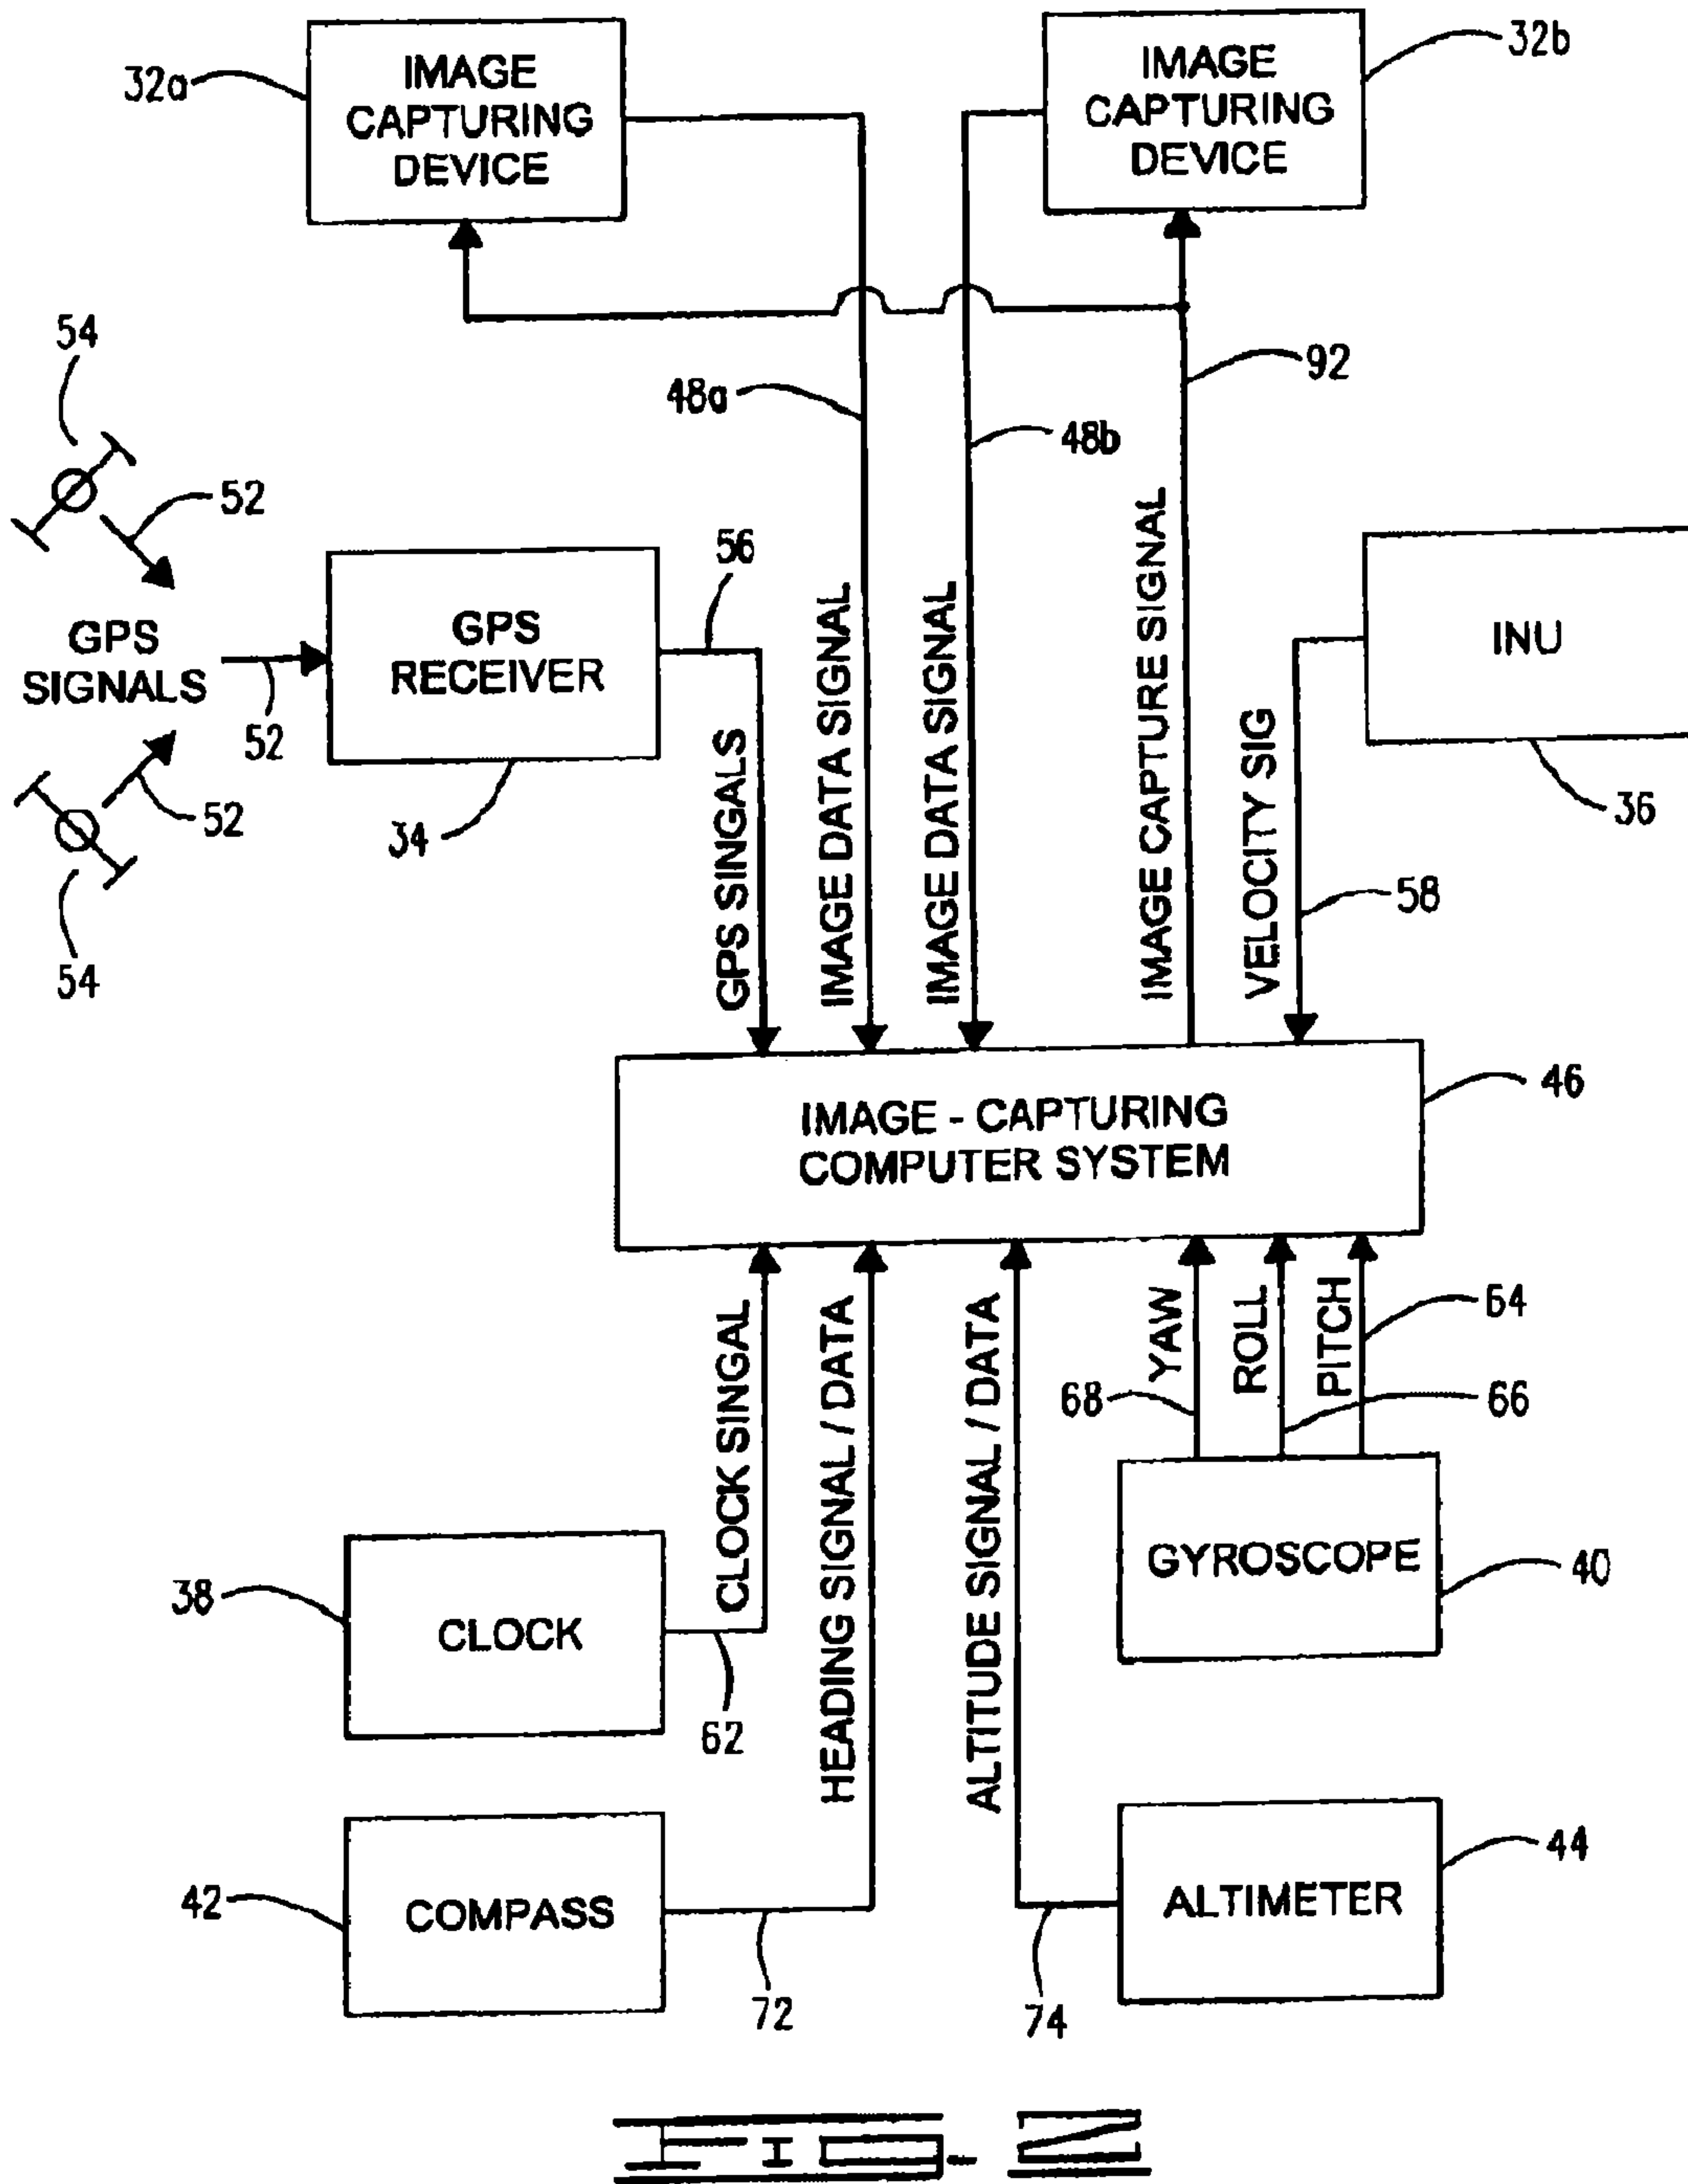 32a
IMAGE
CAPTURING
DEVICE
IMAGE
CAPTURING
DEVICE
32b
54
52
GPS
SIGNALS
52
52
54
GPS
RECEIVER
34
56
48a
48b
92
GPS SINGALS
IMAGE DATA SIGNAL
IMAGE DATA SIGNAL
IMAGE CAPTURE SIGNAL
VELOCITY SIG
INU
36
58
IMAGE - CAPTURING
COMPUTER SYSTEM
46
CLOCK SINGAL
HEADING SIGNAL / DATA
ALTITUDE SIGNAL / DATA
YAW
ROLL
PITCH
64
68
66
GYROSCOPE
40
38
CLOCK
62
42
COMPASS
72
74
ALTIMETER
44
FIG. 2